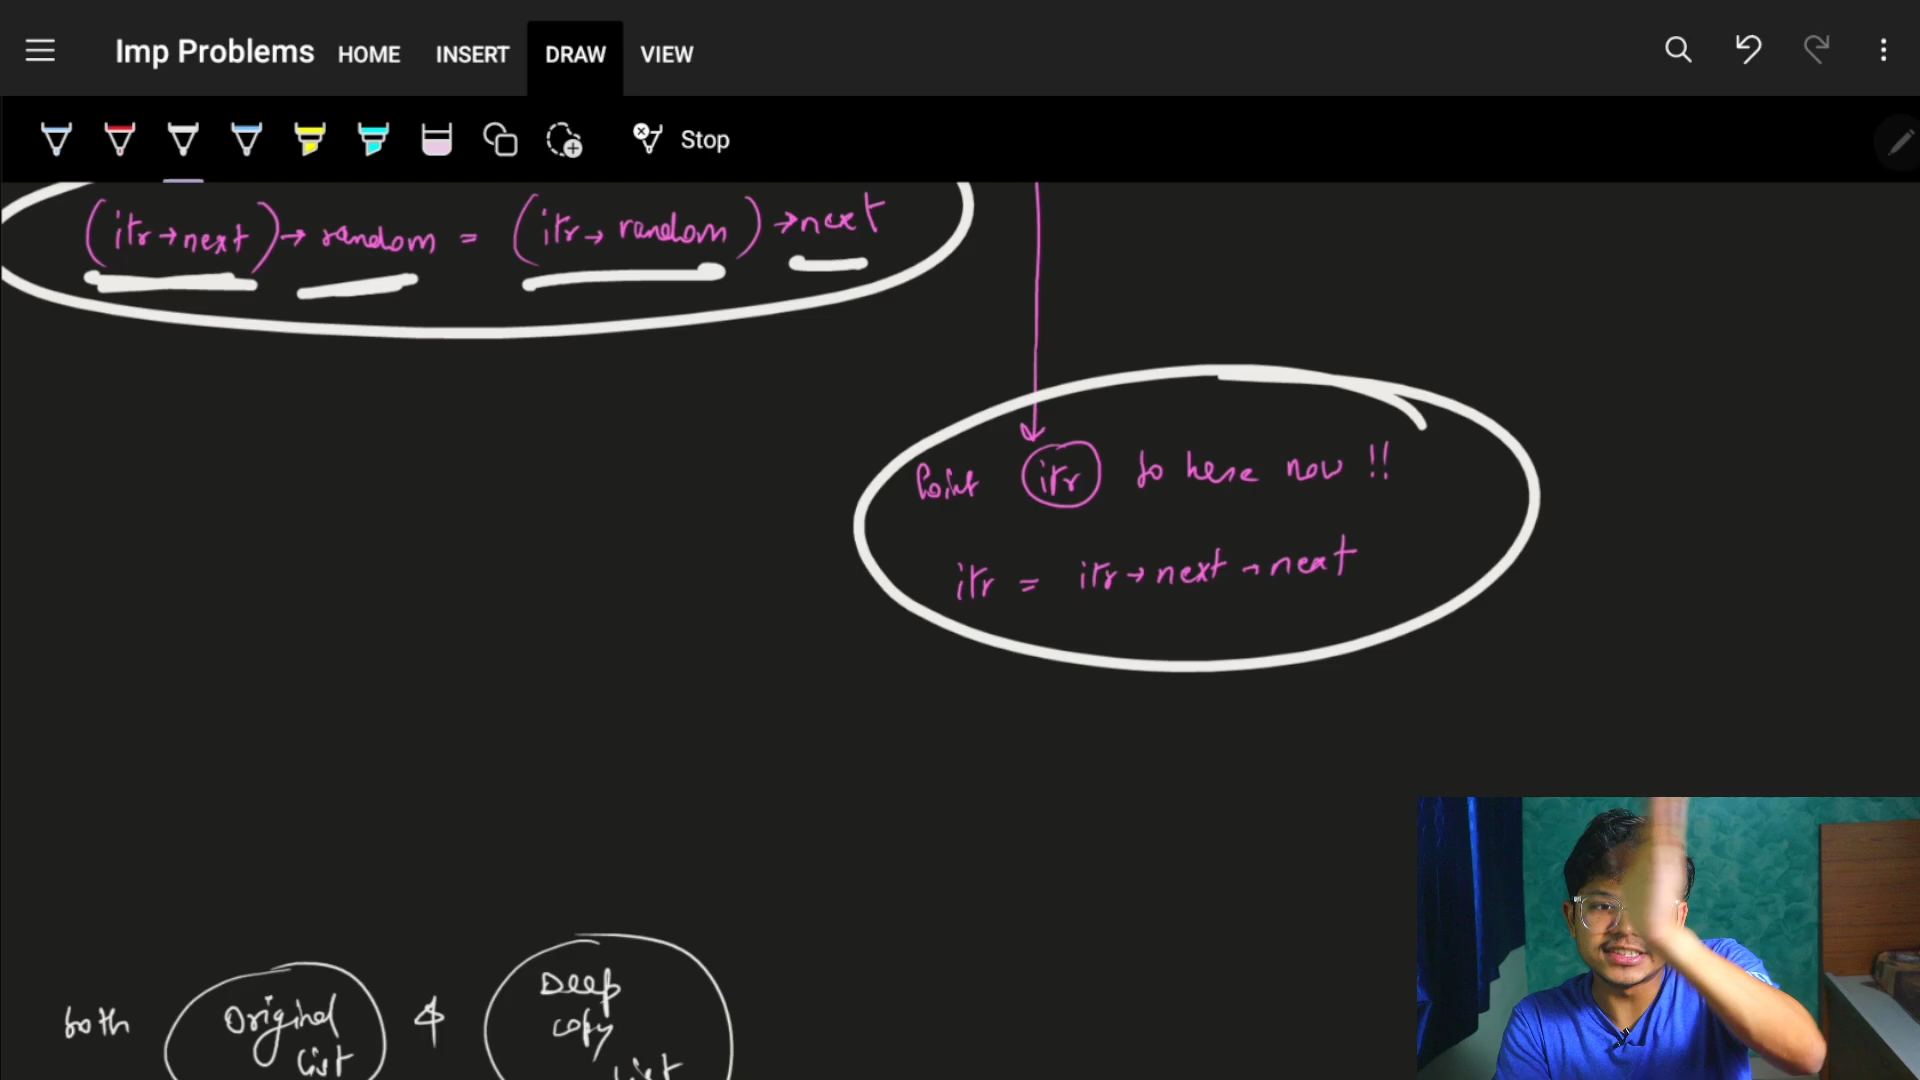 Imp Problems HOME INSERT DRAW VIEW
Stop
(itr→next)→ random = (itr→ random) →next
Point itr to here now !!
itr = itr→next→next
both Original list & Deep copy list